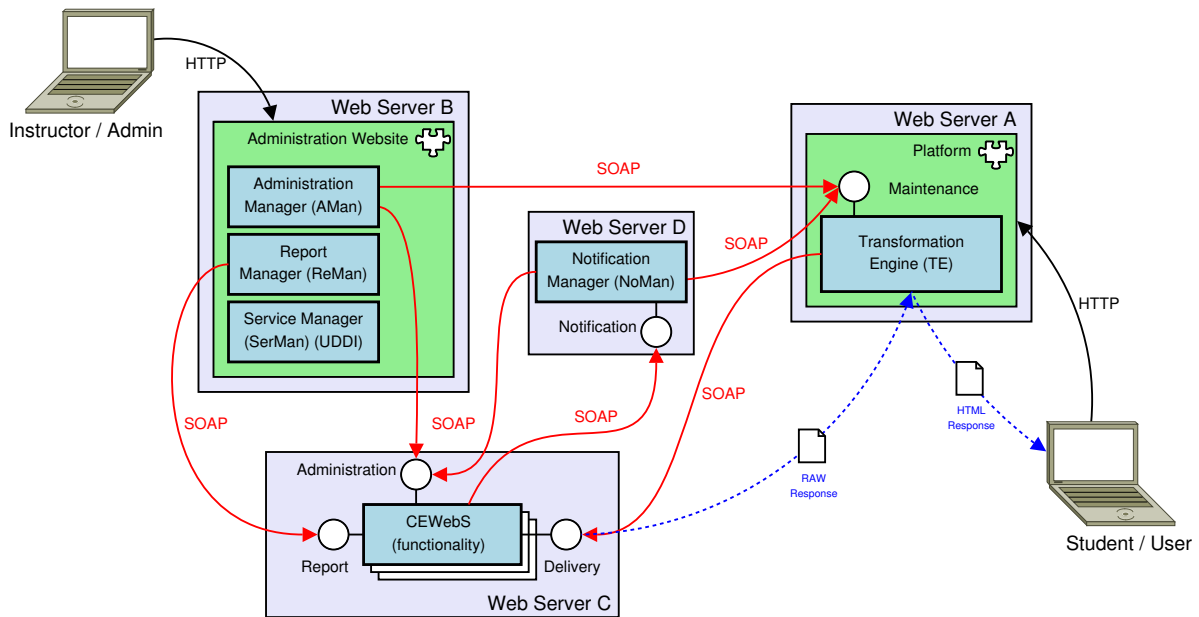 Instructor / Admin
HTTP
Web Server B
Administration Website
Administration
Manager (AMan)
Report
Manager (ReMan)
Service Manager
(SerMan) (UDDI)
SOAP
Web Server A
Platform
Maintenance
Transformation
Engine (TE)
Web Server D
Notification
Manager (NoMan)
Notification
SOAP
HTTP
SOAP
SOAP
SOAP
SOAP
HTML
Response
RAW
Response
Administration
CEWebS
(functionality)
Report
Delivery
Web Server C
Student / User